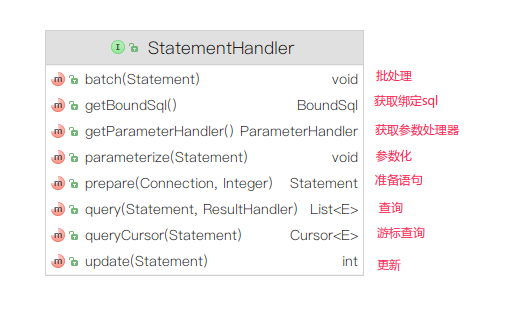 I StatementHandler
m batch(Statement) void 批处理
m getBoundSql() BoundSql 获取绑定sql
m getParameterHandler() ParameterHandler 获取参数处理器
m parameterize(Statement) void 参数化
m prepare(Connection, Integer) Statement 准备语句
m query(Statement, ResultHandler) List<E> 查询
m queryCursor(Statement) Cursor<E> 游标查询
m update(Statement) int 更新